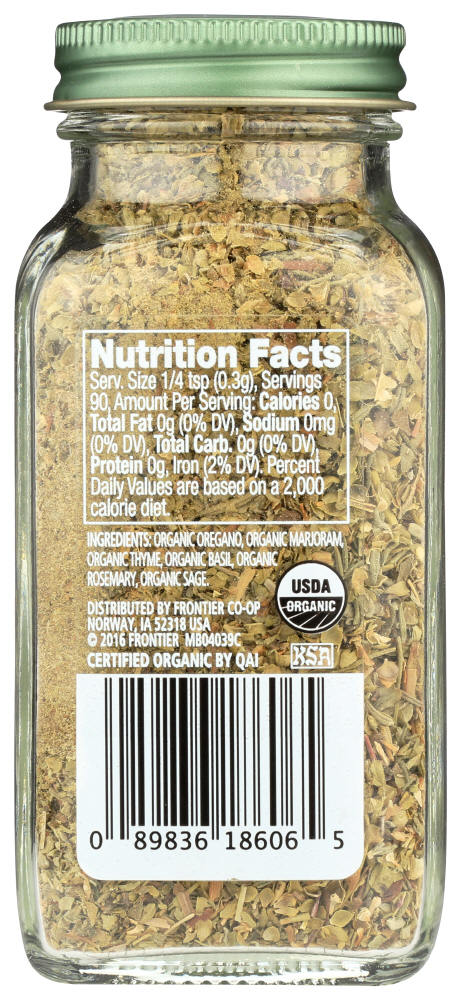 Nutrition Facts
Serv. Size 1/4 tsp (0.3g), Servings
90, Amount Per Serving: Calories 0,
Total Fat 0g (0% DV), Sodium 0mg
(0% DV), Total Carb. 0g (0% DV),
Protein 0g, Iron (2% DV). Percent
Daily Values are based on a 2,000
calorie diet.
INGREDIENTS: ORGANIC OREGANO, ORGANIC MARJORAM,
ORGANIC THYME, ORGANIC BASIL, ORGANIC
ROSEMARY, ORGANIC SAGE.
USDA
ORGANIC
DISTRIBUTED BY FRONTIER CO-OP
NORWAY, IA 52318 USA
© 2016 FRONTIER MB04039C
CERTIFIED ORGANIC BY QAI
KSA
0 89836 18606 5